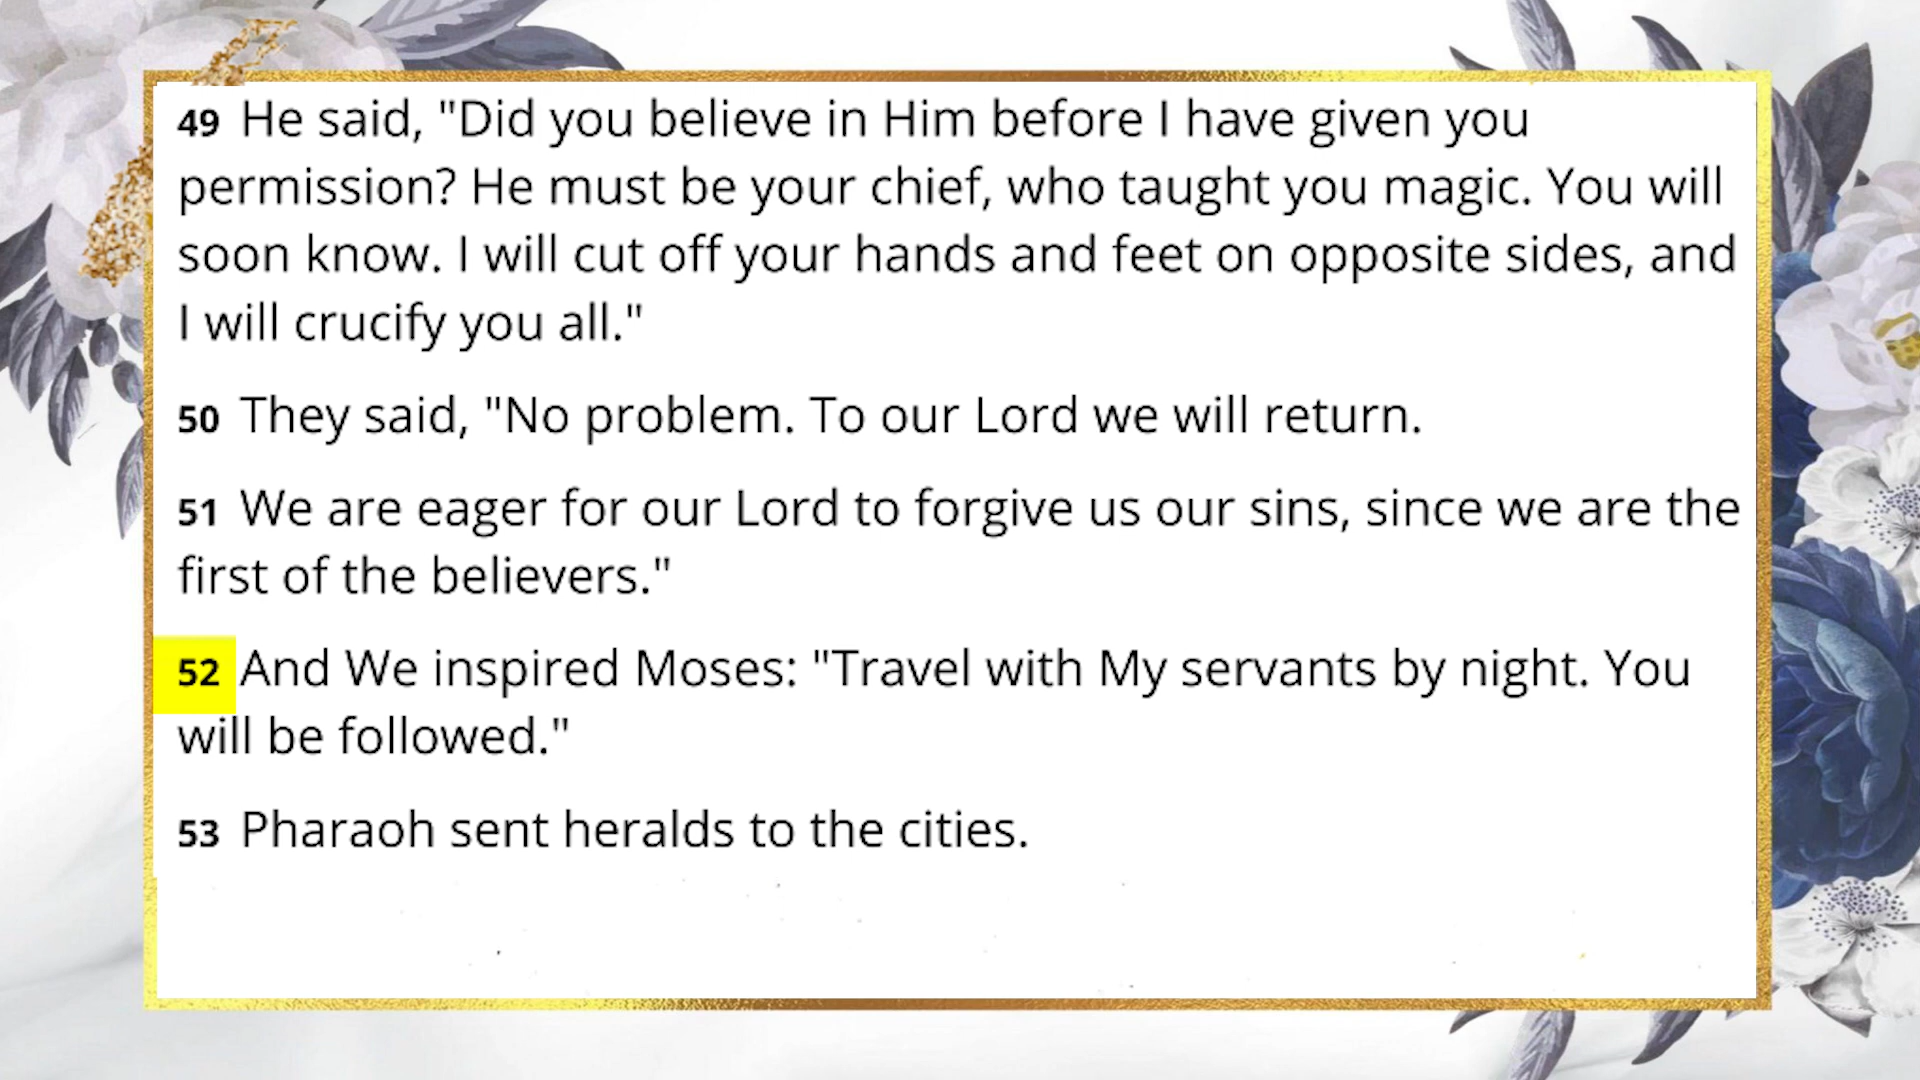 49 He said, "Did you believe in Him before I have given you
permission? He must be your chief, who taught you magic. You will
soon know. I will cut off your hands and feet on opposite sides, and
I will crucify you all."
50 They said, "No problem. To our Lord we will return.
51 We are eager for our Lord to forgive us our sins, since we are the
first of the believers."
52 And We inspired Moses: "Travel with My servants by night. You
will be followed."
53 Pharaoh sent heralds to the cities.